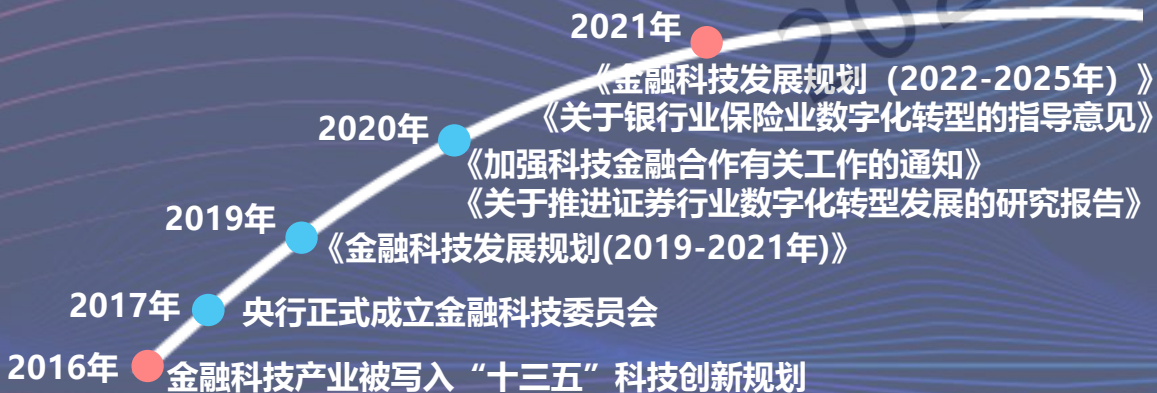 2021年
《金融科技发展规划（2022-2025年）》
《关于银行业保险业数字化转型的指导意见》
2020年
《加强科技金融合作有关工作的通知》
《关于推进证券行业数字化转型发展的研究报告》
2019年
《金融科技发展规划(2019-2021年)》
2017年
央行正式成立金融科技委员会
2016年
金融科技产业被写入“十三五”科技创新规划